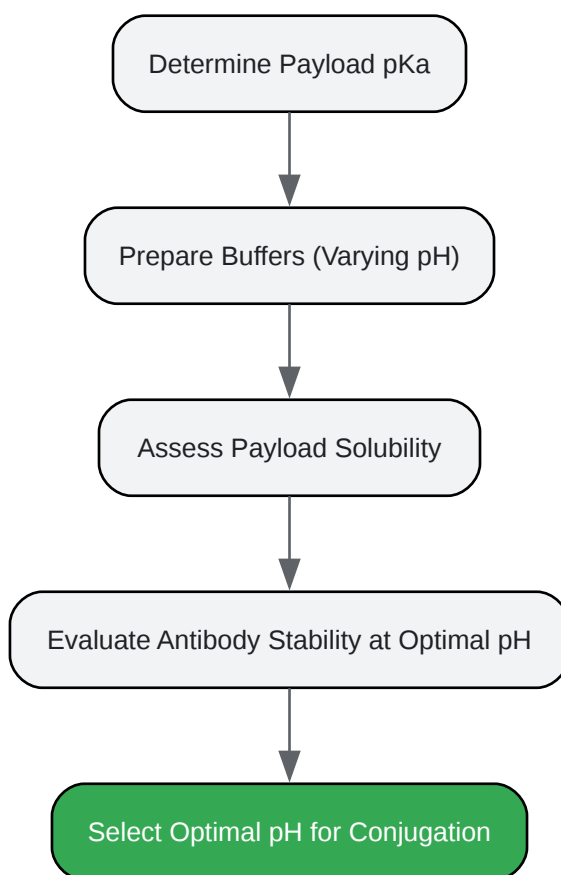 Determine Payload pKa
Prepare Buffers (Varying pH)
Assess Payload Solubility
Evaluate Antibody Stability at Optimal pH
Select Optimal pH for Conjugation